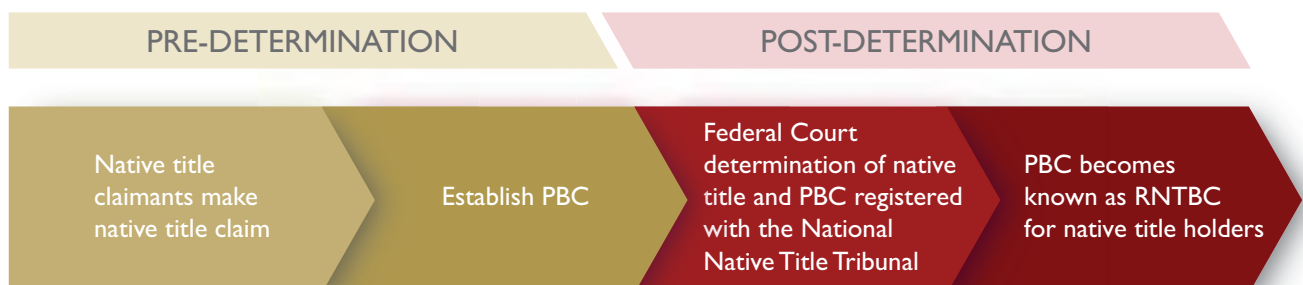 PRE-DETERMINATION
POST-DETERMINATION
Native title
claimants make
native title claim
Establish PBC
Federal Court
determination of native
title and PBC registered
with the National
Native Title Tribunal
PBC becomes
known as RNTBC
for native title holders